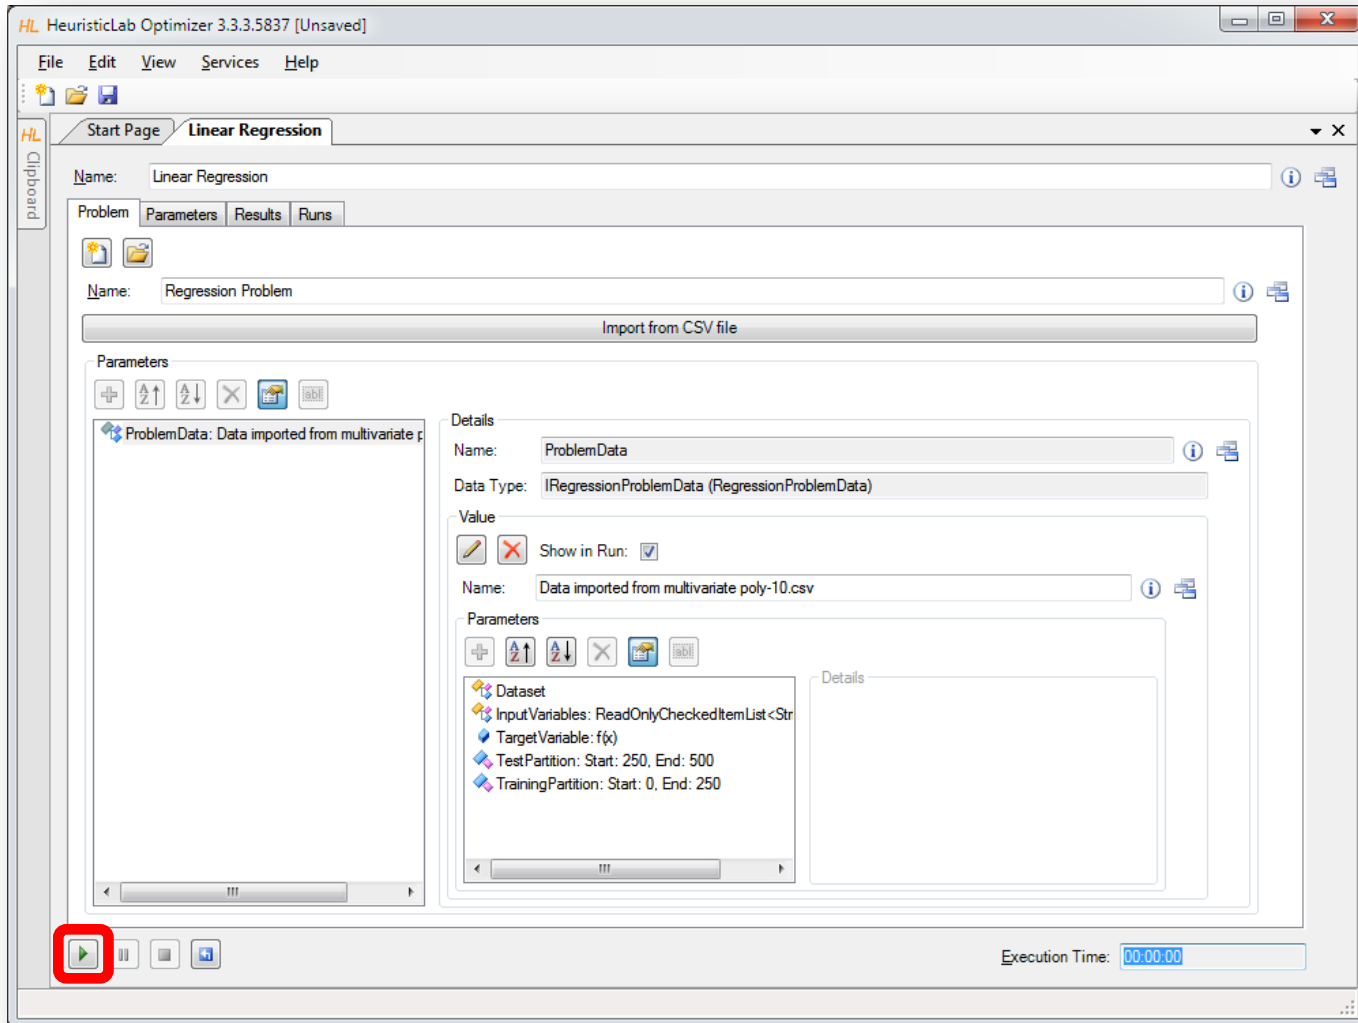 HL HeuristicLab Optimizer 3.3.3.5837 [Unsaved]
File Edit View Services Help
HL Clipboard
Start Page Linear Regression
Name: Linear Regression
Problem Parameters Results Runs
Name: Regression Problem
Import from CSV file
Parameters
ProblemData: Data imported from multivariate p
Details
Name: ProblemData
Data Type: IRegressionProblemData (RegressionProblemData)
Value
Show in Run:
Name: Data imported from multivariate poly-10.csv
Parameters
Dataset
InputVariables: ReadOnlyCheckedItemList<Str
TargetVariable: f(x)
TestPartition: Start: 250, End: 500
TrainingPartition: Start: 0, End: 250
Details
Execution Time: 00:00:00